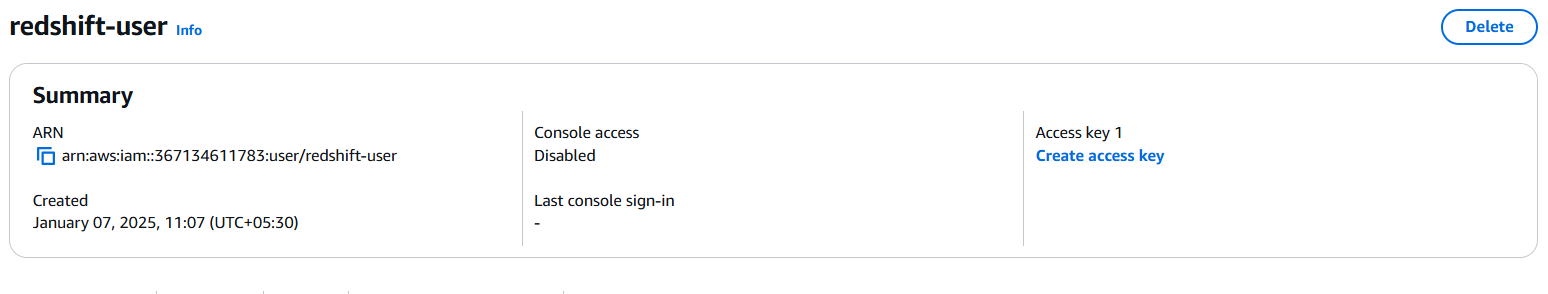 redshift-user Info
Delete
Summary
ARN
arn:aws:iam::367134611783:user/redshift-user
Created
January 07, 2025, 11:07 (UTC+05:30)
Console access
Disabled
Last console sign-in
-
Access key 1
Create access key